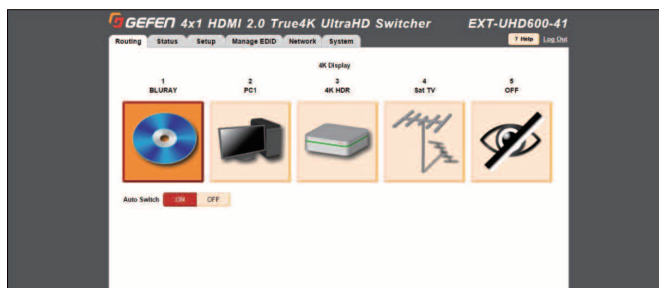 GEFEN 4x1 HDMI 2.0 True4K UltraHD Switcher EXT-UHD600-41
Routing Status Setup Manage EDID Network System ? Help Log Out
4K Display
1 2 3 4 5
BLURAY PC1 4K HDR Sat TV OFF
Auto Switch ON OFF